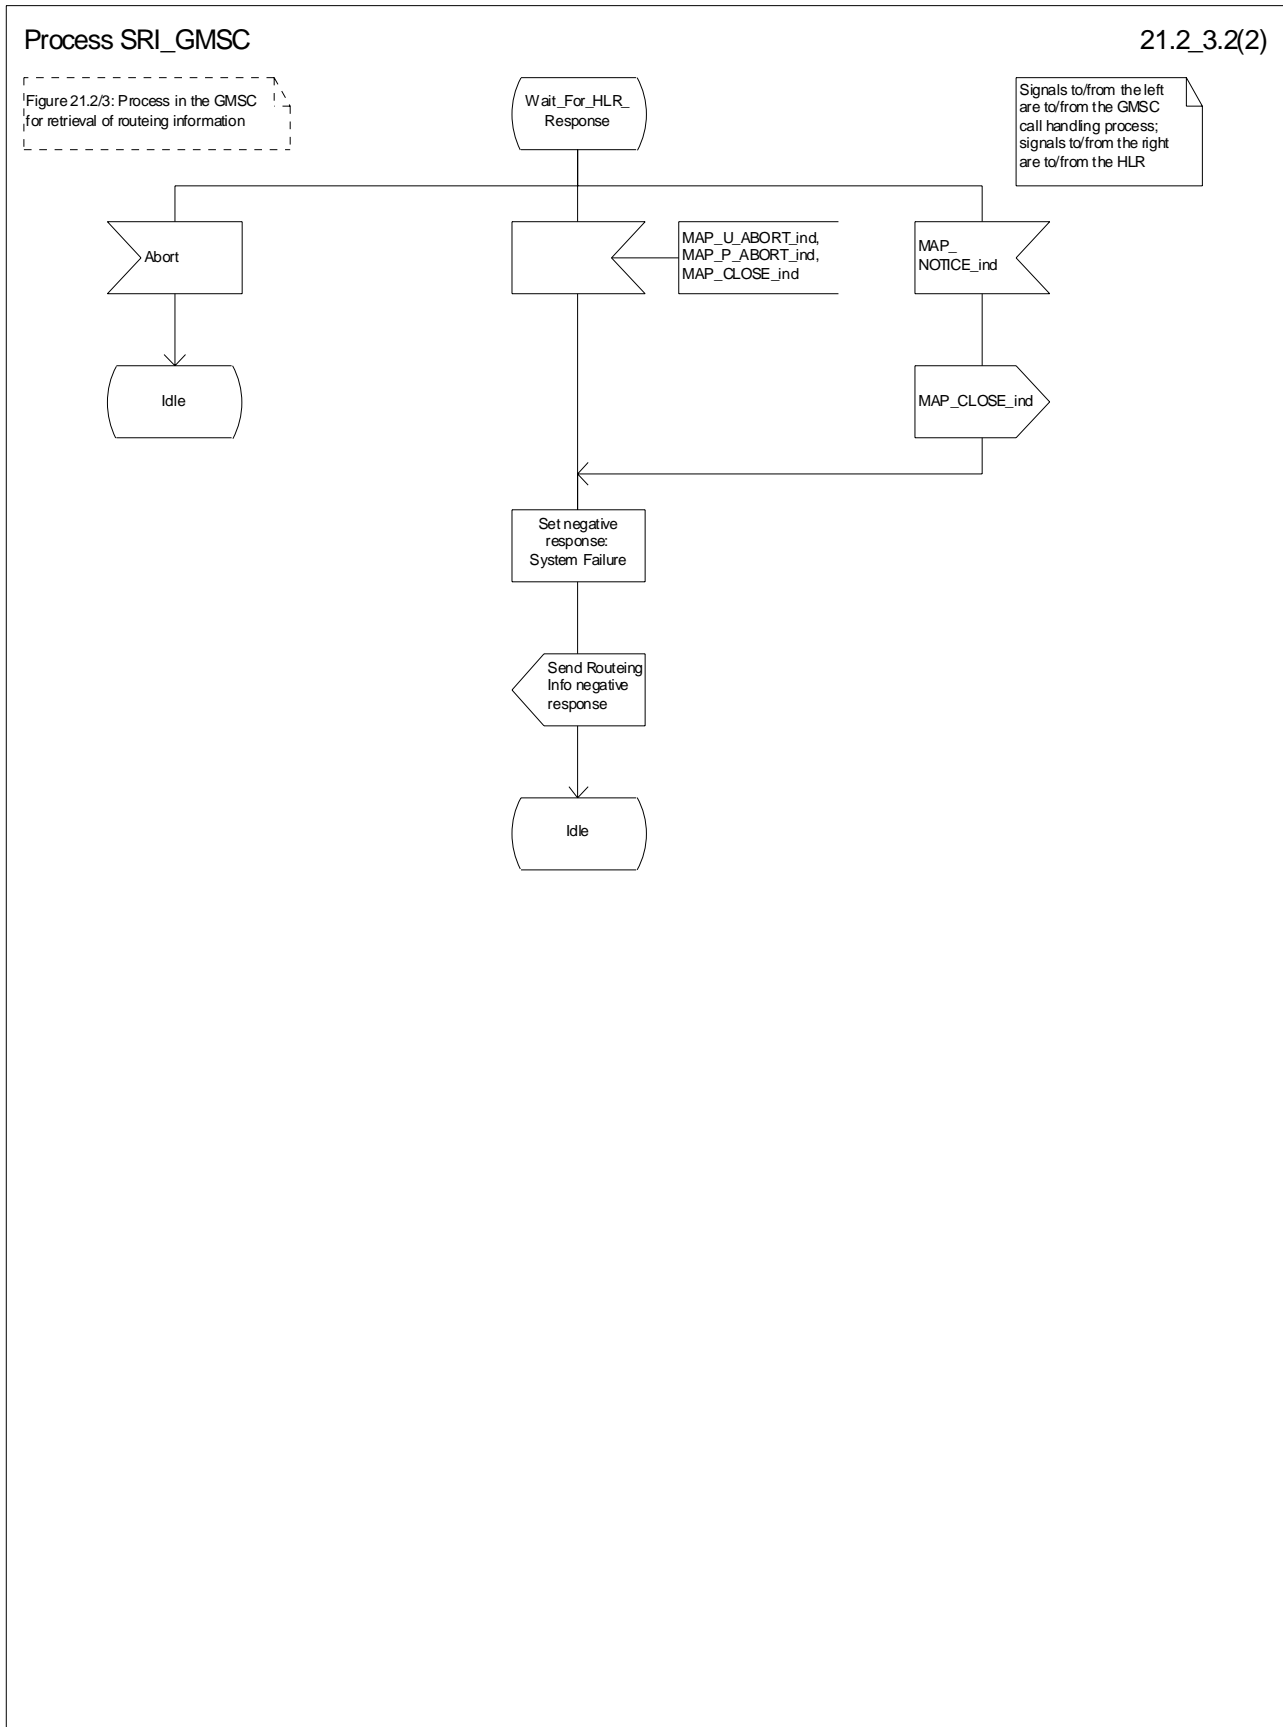 Process SRI_GMSC
21.2_3.2(2)
Figure 21.2/3: Process in the GMSC
for retrieval of routeing information
Wait_For_HLR_
Response
Signals to/from the left
are to/from the GMSC
call handling process;
signals to/from the right
are to/from the HLR
Abort
MAP_U_ABORT_ind,
MAP_P_ABORT_ind,
MAP_CLOSE_ind
MAP_
NOTICE_ind
Idle
MAP_CLOSE_ind
Set negative
response:
System Failure
Send Routeing
Info negative
response
Idle